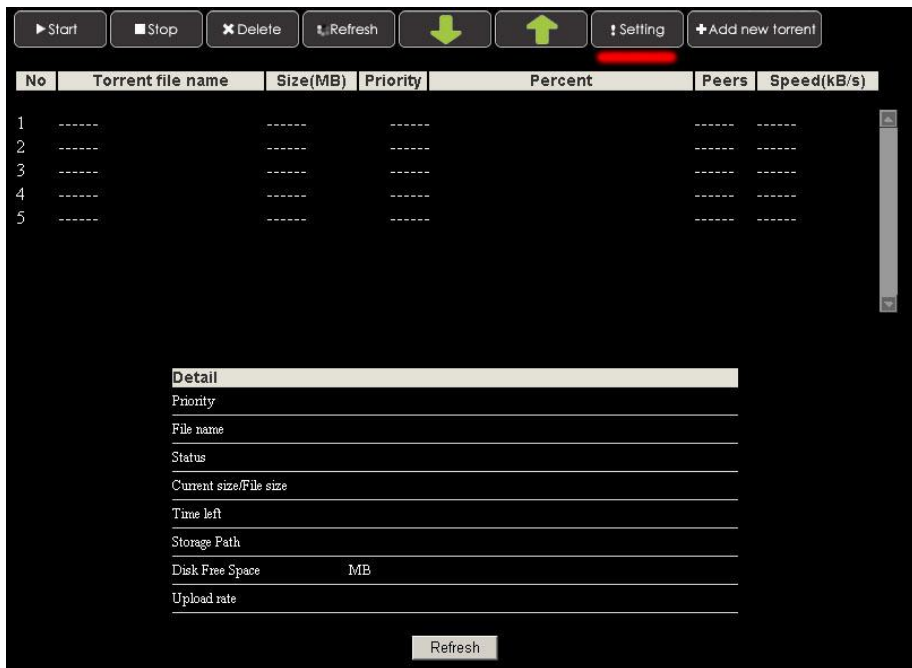 Start Stop Delete Refresh Setting Add new torrent
No Torrent file name Size(MB) Priority Percent Peers Speed(kB/s)
1 ------ ------ ------ ------ ------
2 ------ ------ ------ ------ ------
3 ------ ------ ------ ------ ------
4 ------ ------ ------ ------ ------
5 ------ ------ ------ ------ ------
Detail
Priority
File name
Status
Current size/File size
Time left
Storage Path
Disk Free Space MB
Upload rate
Refresh